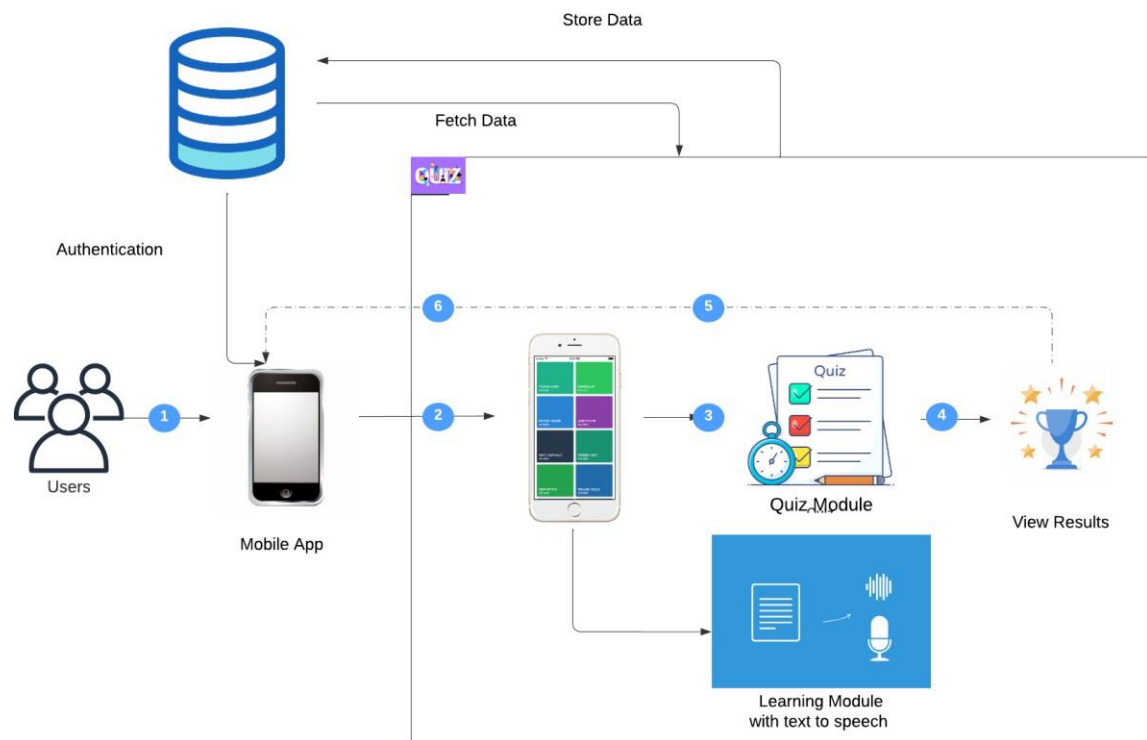 Store Data
Fetch Data
QUIZ
Authentication
6
5
Quiz
1
2
3
4
Users
Quiz Module
View Results
Mobile App
Learning Module
with text to speech